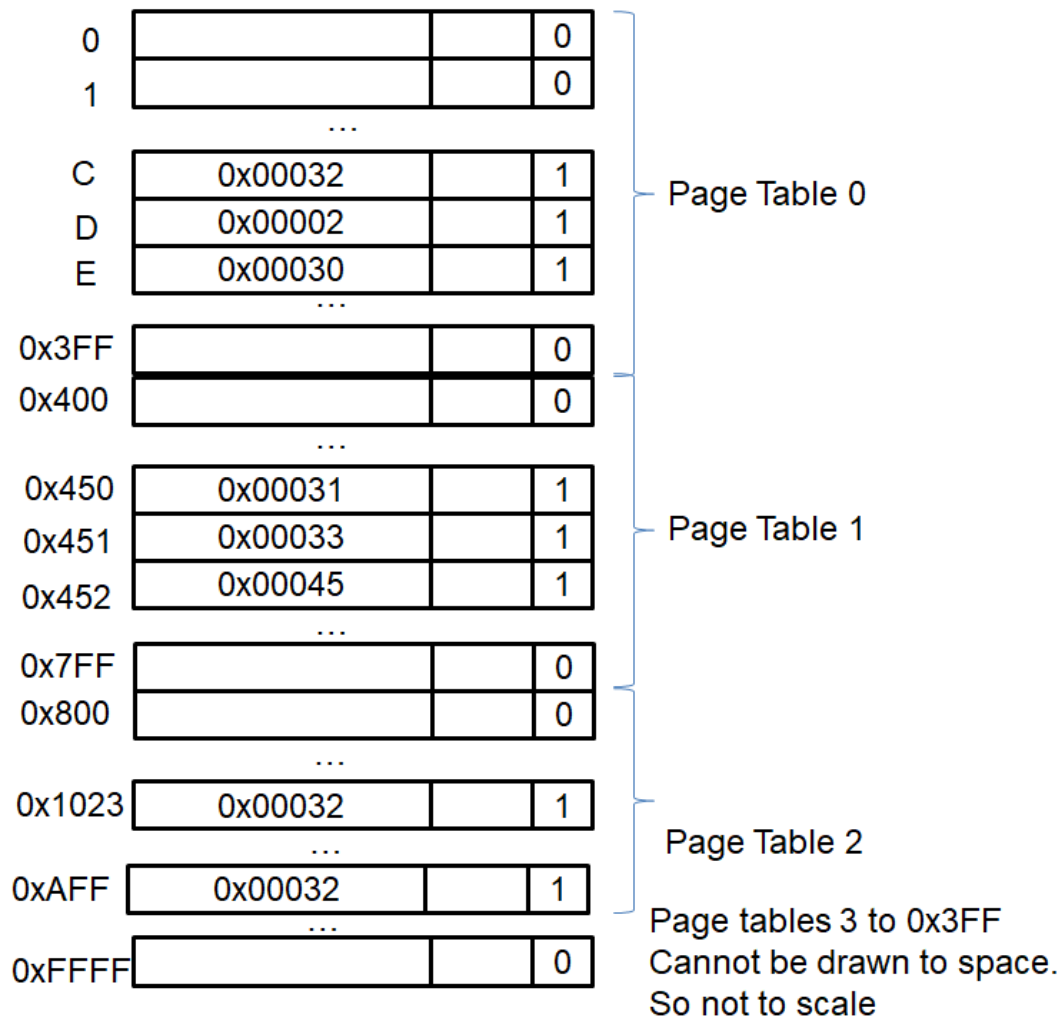 0 0
1 0
...
C 0x00032 1
D 0x00002 1
E 0x00030 1
...
Page Table 0
0x3FF 0
0x400 0
...
0x450 0x00031 1
0x451 0x00033 1
0x452 0x00045 1
...
Page Table 1
0x7FF 0
0x800 0
...
0x1023 0x00032 1
...
Page Table 2
0xAFF 0x00032 1
...
0xFFFF 0
Page tables 3 to 0x3FF
Cannot be drawn to space.
So not to scale